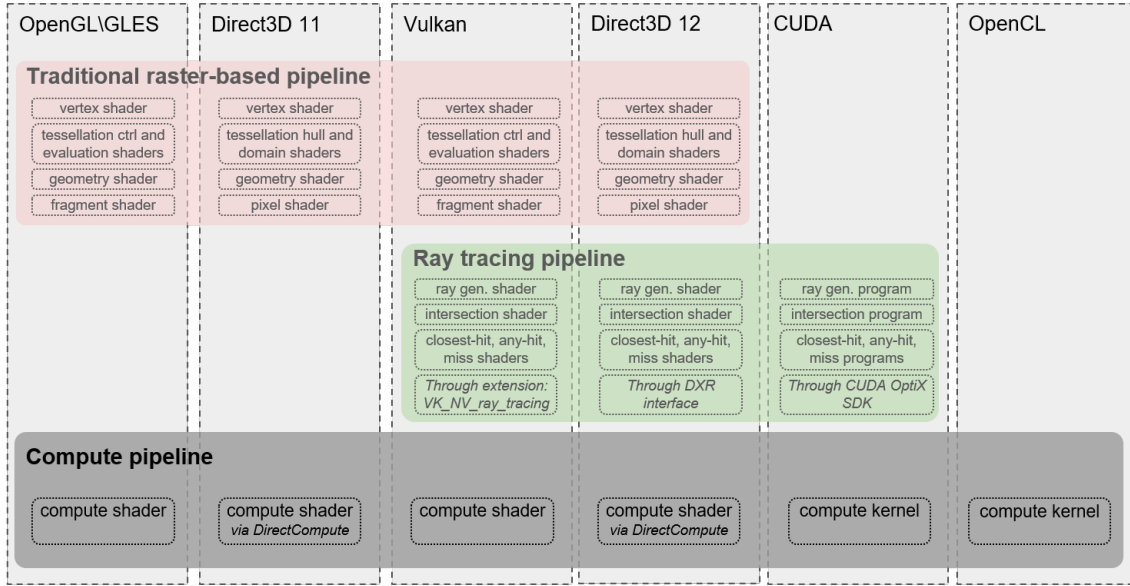 OpenGL\GLES
Direct3D 11
Vulkan
Direct3D 12
CUDA
OpenCL
Traditional raster-based pipeline
vertex shader
vertex shader
vertex shader
vertex shader
tessellation ctrl and
evaluation shaders
tessellation hull and
domain shaders
tessellation ctrl and
evaluation shaders
tessellation hull and
domain shaders
geometry shader
geometry shader
geometry shader
geometry shader
fragment shader
pixel shader
fragment shader
pixel shader
Ray tracing pipeline
ray gen. shader
ray gen. shader
ray gen. program
intersection shader
intersection shader
intersection program
closest-hit, any-hit,
miss shaders
closest-hit, any-hit,
miss shaders
closest-hit, any-hit,
miss programs
Through extension:
VK_NV_ray_tracing
Through DXR
interface
Through CUDA OptiX
SDK
Compute pipeline
compute shader
compute shader
via DirectCompute
compute shader
compute shader
via DirectCompute
compute kernel
compute kernel